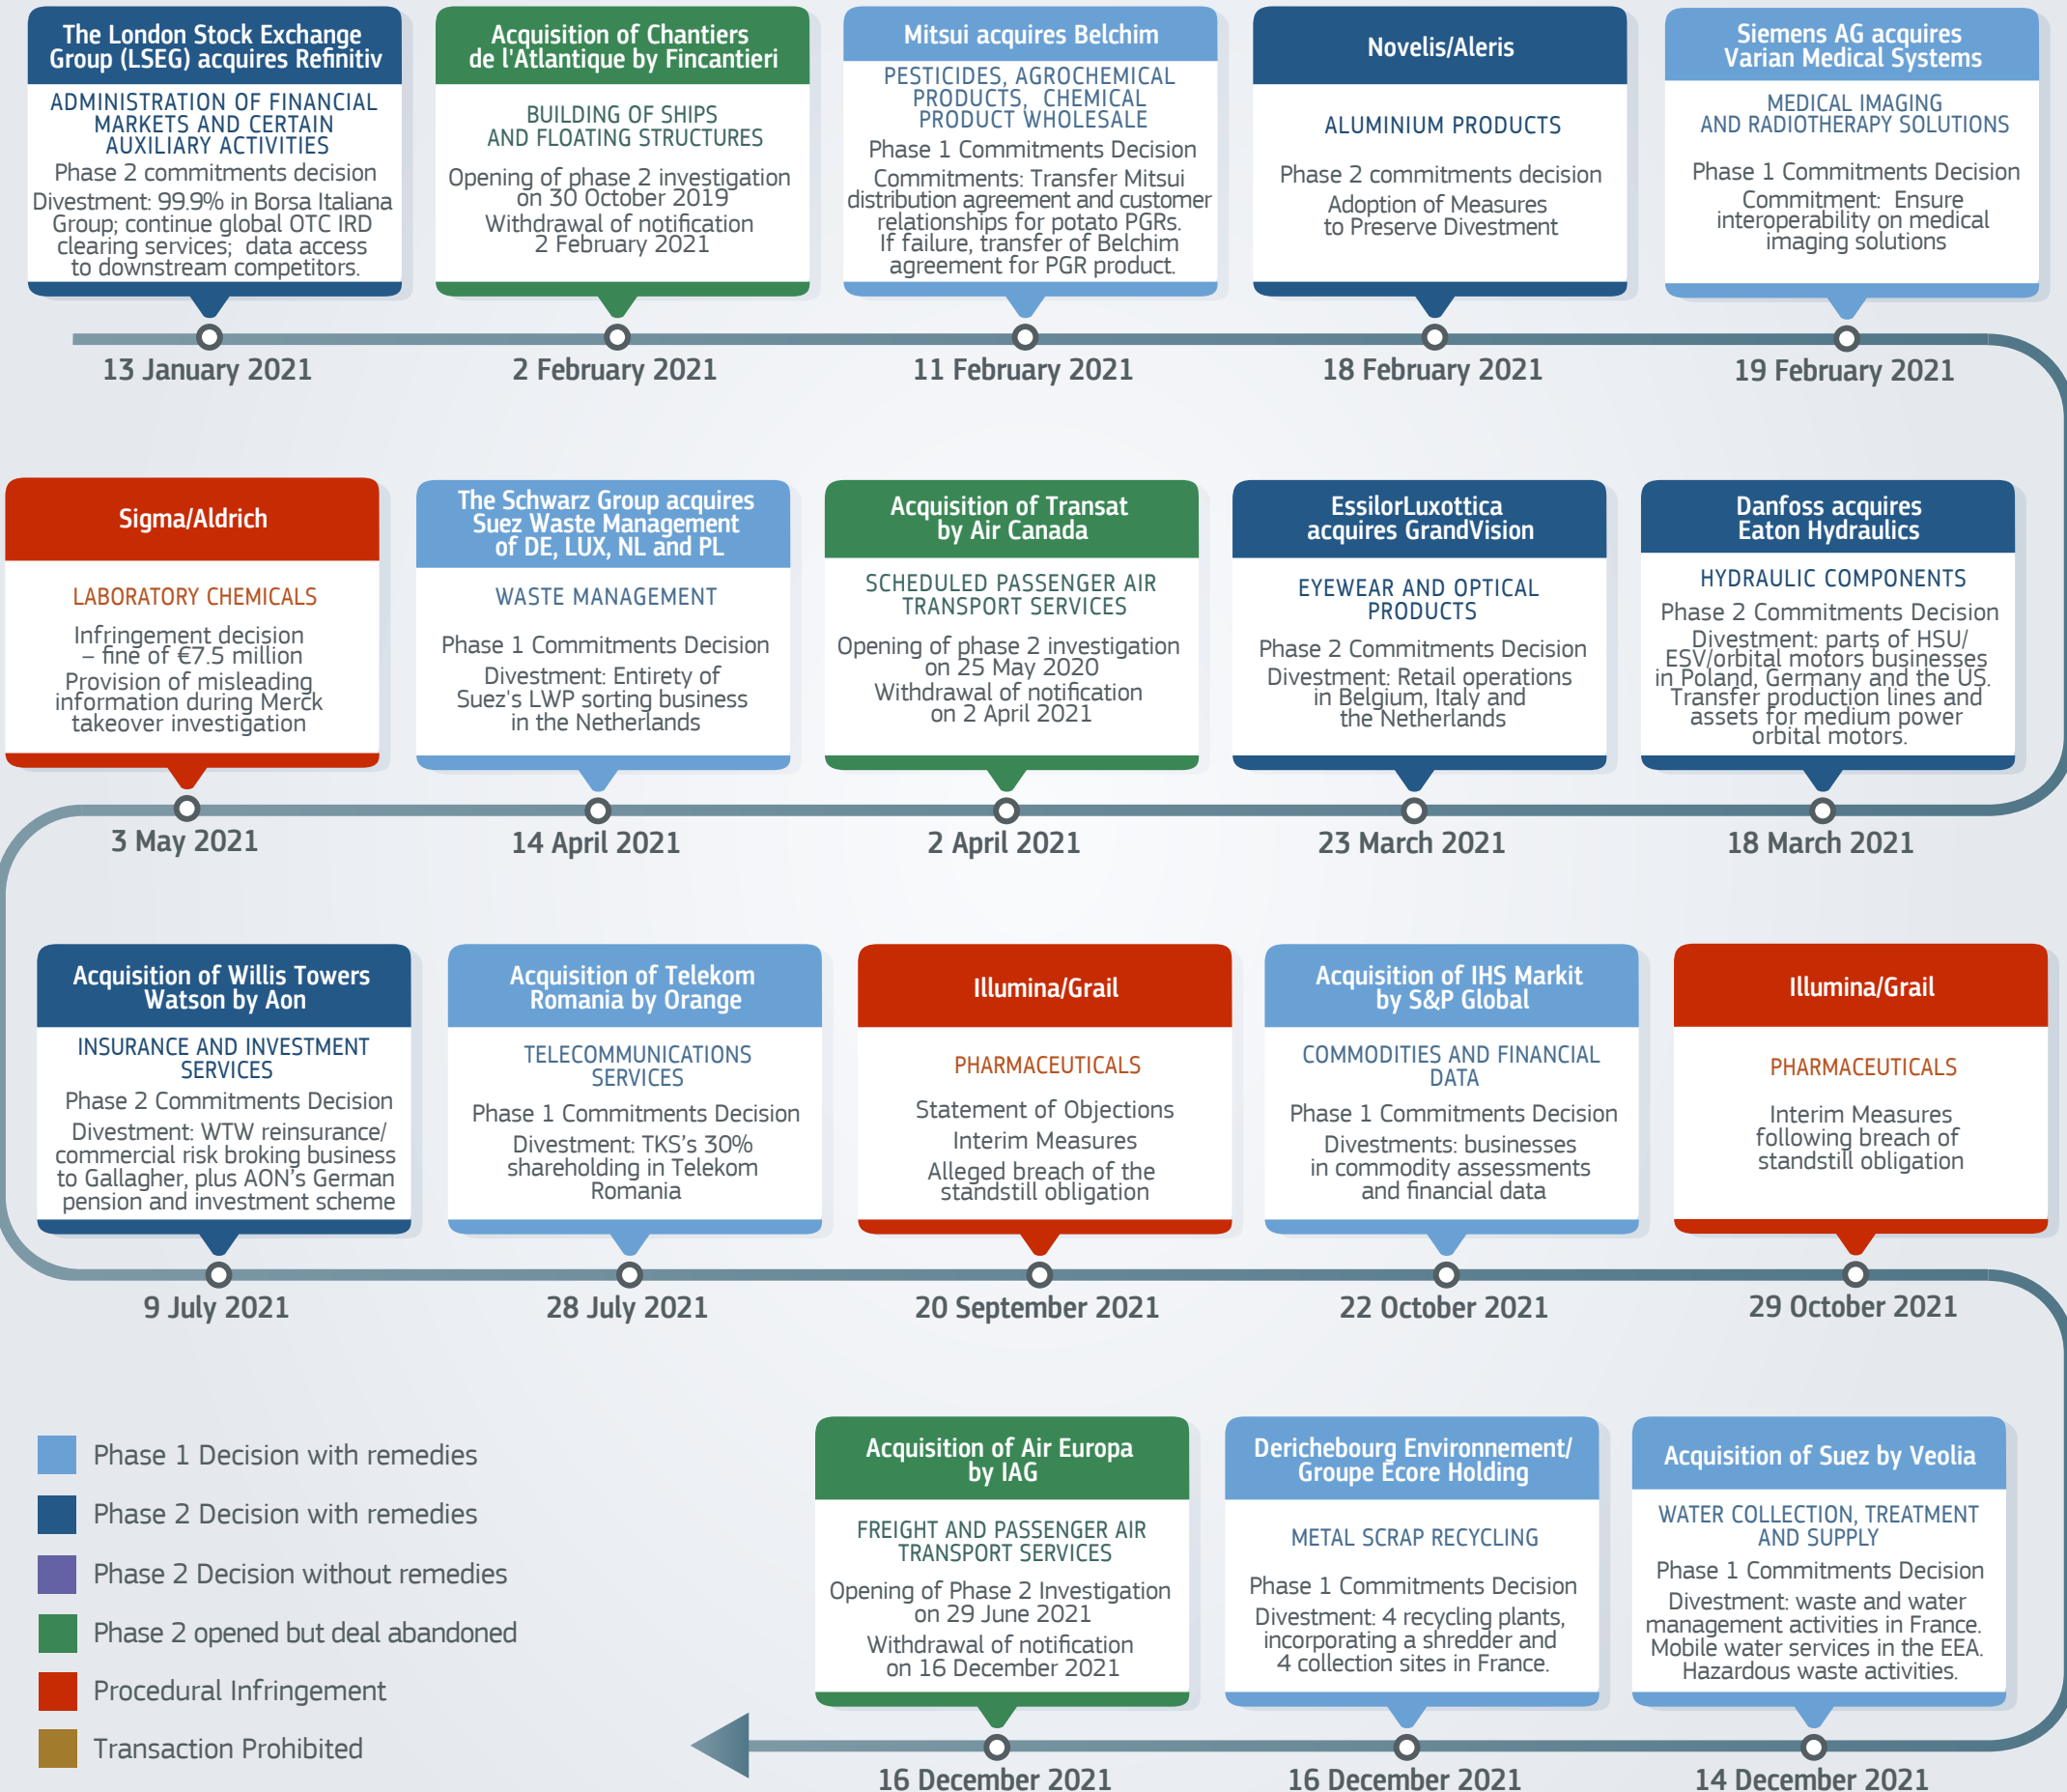 The London Stock Exchange
Group (LSEG) acquires Refinitiv
ADMINISTRATION OF FINANCIAL
MARKETS AND CERTAIN
AUXILIARY ACTIVITIES
Phase 2 commitments decision
Divestment: 99.9% in Borsa Italiana
Group; continue global OTC IRD
clearing services; data access
to downstream competitors.
13 January 2021
Acquisition of Chantiers
de l'Atlantique by Fincantieri
BUILDING OF SHIPS
AND FLOATING STRUCTURES
Opening of phase 2 investigation
on 30 October 2019
Withdrawal of notification
2 February 2021
2 February 2021
Mitsui acquires Belchim
PESTICIDES, AGROCHEMICAL
PRODUCTS, CHEMICAL
PRODUCT WHOLESALE
Phase 1 Commitments Decision
Commitments: Transfer Mitsui
distribution agreement and customer
relationships for potato PGRs.
If failure, transfer of Belchim
agreement for PGR product.
11 February 2021
Novelis/Aleris
ALUMINIUM PRODUCTS
Phase 2 commitments decision
Adoption of Measures
to Preserve Divestment
18 February 2021
Siemens AG acquires
Varian Medical Systems
MEDICAL IMAGING
AND RADIOTHERAPY SOLUTIONS
Phase 1 Commitments Decision
Commitment: Ensure
interoperability on medical
imaging solutions
19 February 2021
Sigma/Aldrich
LABORATORY CHEMICALS
Infringement decision
– fine of €7.5 million
Provision of misleading
information during Merck
takeover investigation
3 May 2021
The Schwarz Group acquires
Suez Waste Management
of DE, LUX, NL and PL
WASTE MANAGEMENT
Phase 1 Commitments Decision
Divestment: Entirety of
Suez's LWP sorting business
in the Netherlands
14 April 2021
Acquisition of Transat
by Air Canada
SCHEDULED PASSENGER AIR
TRANSPORT SERVICES
Opening of phase 2 investigation
on 25 May 2020
Withdrawal of notification
on 2 April 2021
2 April 2021
EssilorLuxottica
acquires GrandVision
EYEWEAR AND OPTICAL
PRODUCTS
Phase 2 Commitments Decision
Divestment: Retail operations
in Belgium, Italy and
the Netherlands
23 March 2021
Danfoss acquires
Eaton Hydraulics
HYDRAULIC COMPONENTS
Phase 2 Commitments Decision
Divestment: parts of HSU/
ESV/orbital motors businesses
in Poland, Germany and the US.
Transfer production lines and
assets for medium power
orbital motors.
18 March 2021
Acquisition of Willis Towers
Watson by Aon
INSURANCE AND INVESTMENT
SERVICES
Phase 2 Commitments Decision
Divestment: WTW reinsurance/
commercial risk broking business
to Gallagher, plus AON’s German
pension and investment scheme
9 July 2021
Acquisition of Telekom
Romania by Orange
TELECOMMUNICATIONS
SERVICES
Phase 1 Commitments Decision
Divestment: TKS’s 30%
shareholding in Telekom
Romania
28 July 2021
Illumina/Grail
PHARMACEUTICALS
Statement of Objections
Interim Measures
Alleged breach of the
standstill obligation
20 September 2021
Acquisition of IHS Markit
by S&P Global
COMMODITIES AND FINANCIAL
DATA
Phase 1 Commitments Decision
Divestments: businesses
in commodity assessments
and financial data
22 October 2021
Illumina/Grail
PHARMACEUTICALS
Interim Measures
following breach of
standstill obligation
29 October 2021
Phase 1 Decision with remedies
Phase 2 Decision with remedies
Phase 2 Decision without remedies
Phase 2 opened but deal abandoned
Procedural Infringement
Transaction Prohibited
Acquisition of Air Europa
by IAG
FREIGHT AND PASSENGER AIR
TRANSPORT SERVICES
Opening of Phase 2 Investigation
on 29 June 2021
Withdrawal of notification
on 16 December 2021
16 December 2021
Derichebourg Environnement/
Groupe Ecore Holding
METAL SCRAP RECYCLING
Phase 1 Commitments Decision
Divestment: 4 recycling plants,
incorporating a shredder and
4 collection sites in France.
16 December 2021
Acquisition of Suez by Veolia
WATER COLLECTION, TREATMENT
AND SUPPLY
Phase 1 Commitments Decision
Divestment: waste and water
management activities in France.
Mobile water services in the EEA.
Hazardous waste activities.
14 December 2021